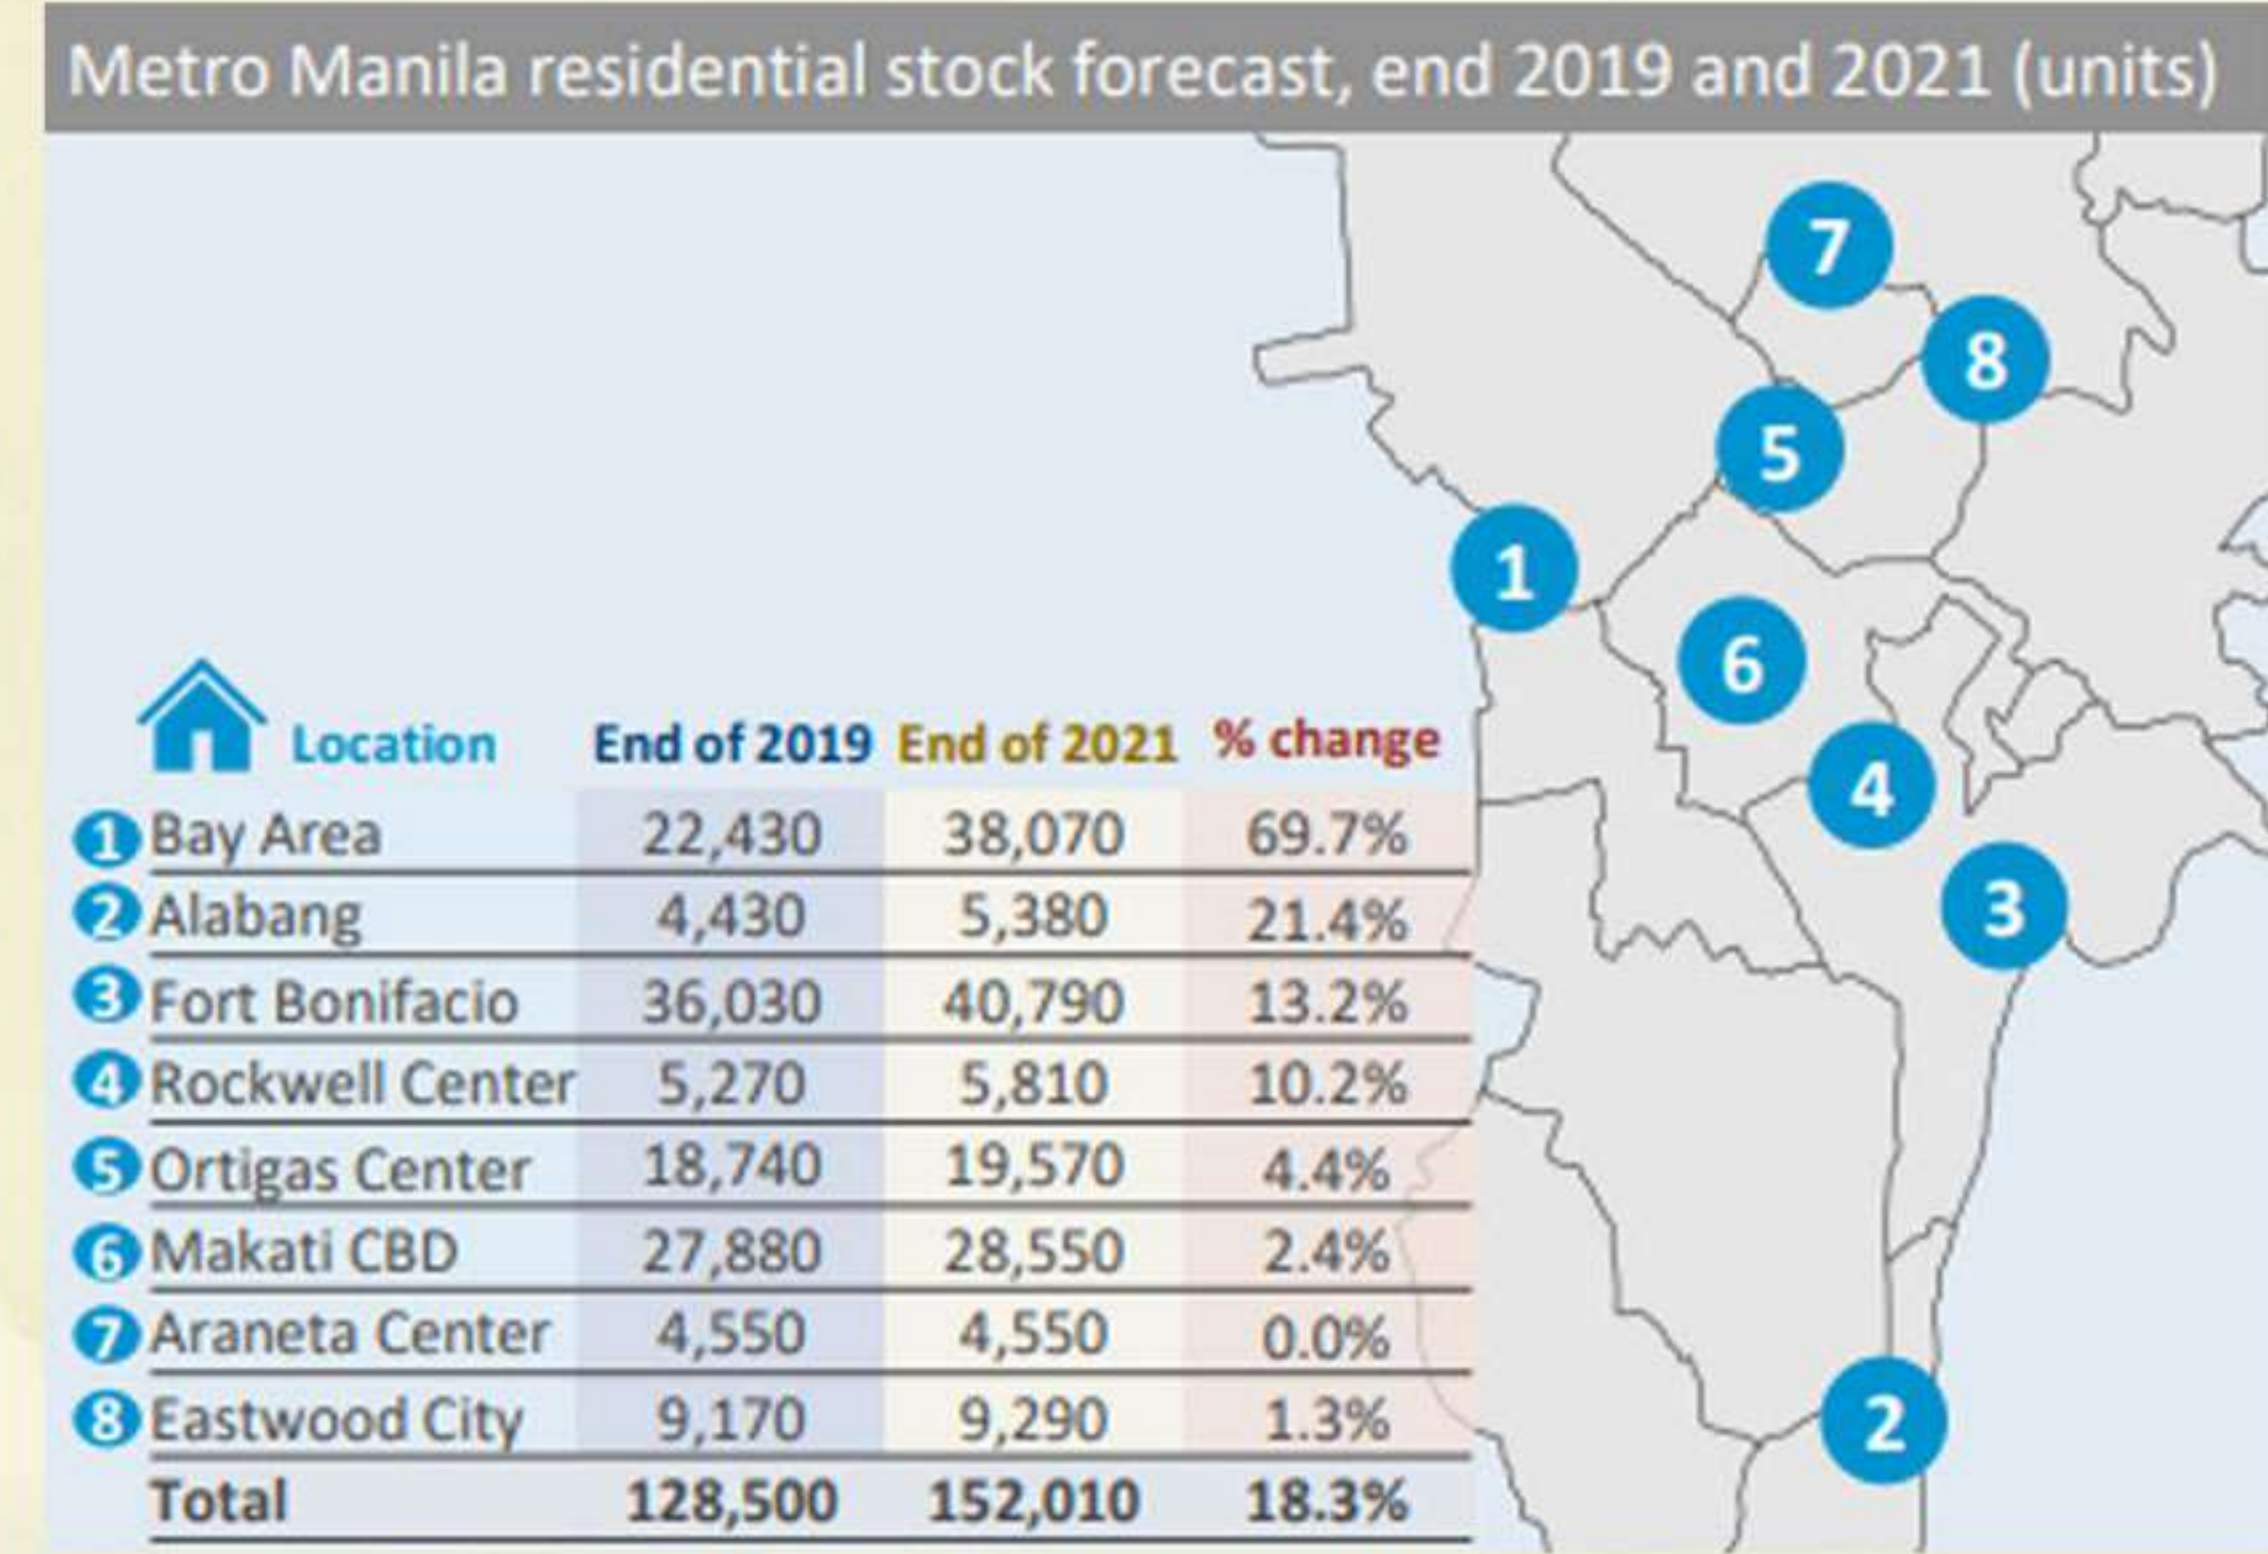 Metro Manila residential stock forecast, end 2019 and 2021 (units)
7
8
5
1
6
4
3
2
Location End of 2019 End of 2021 % change
1 Bay Area 22,430 38,070 69.7%
2 Alabang 4,430 5,380 21.4%
3 Fort Bonifacio 36,030 40,790 13.2%
4 Rockwell Center 5,270 5,810 10.2%
5 Ortigas Center 18,740 19,570 4.4%
6 Makati CBD 27,880 28,550 2.4%
7 Araneta Center 4,550 4,550 0.0%
8 Eastwood City 9,170 9,290 1.3%
Total 128,500 152,010 18.3%